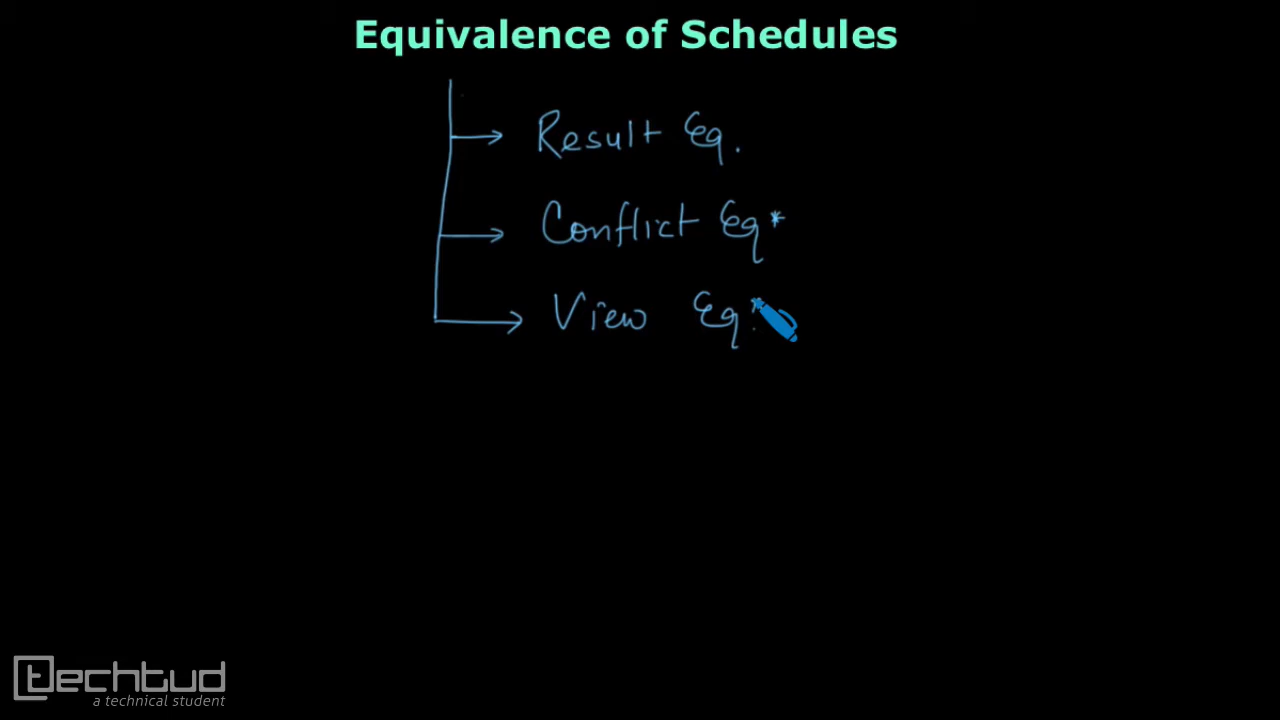 Equivalence of Schedules
Result Eq.
Conflict Eq*
View Eq*
techtud
a technical student